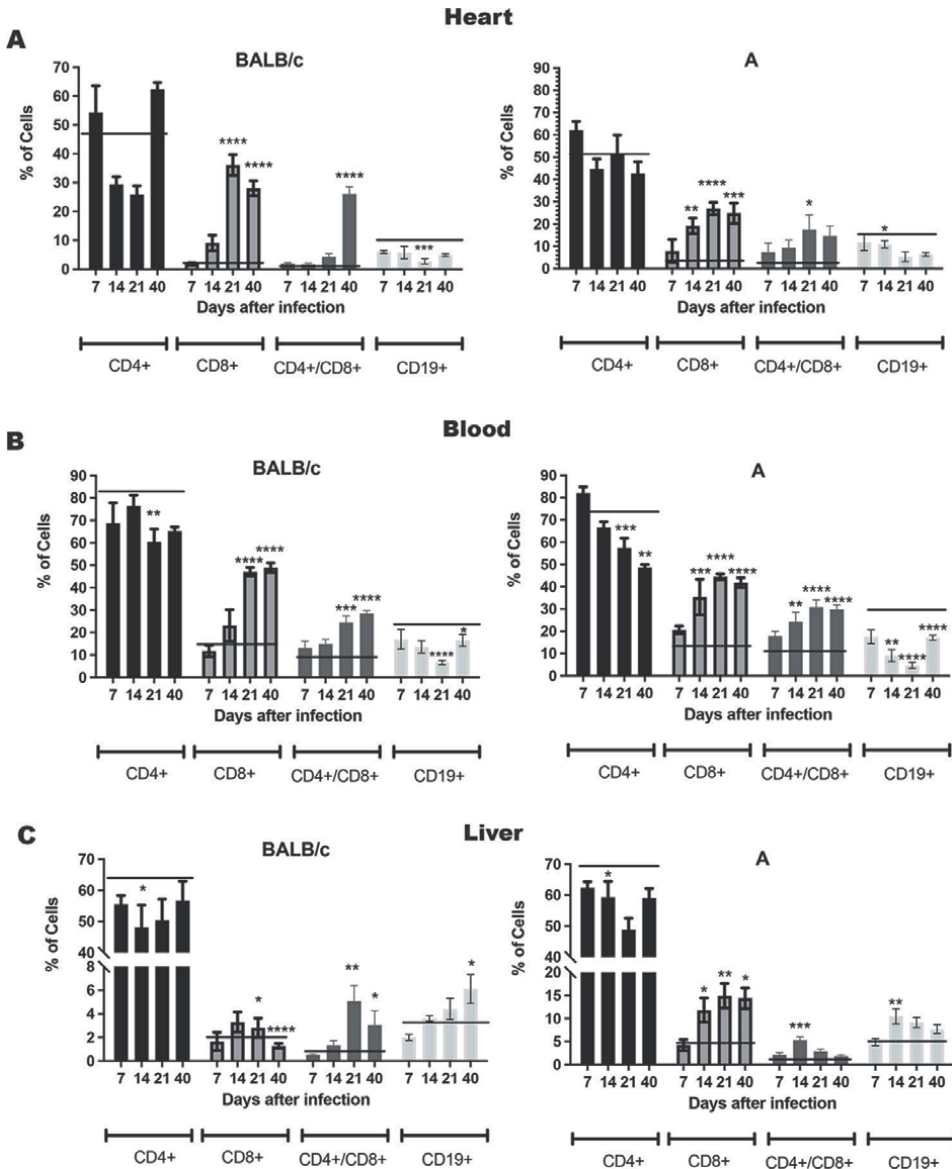 Heart
A
BALB/c
A
% of Cells
70
60
50
40
30
20
10
0
****
****
****
***
7 14 21 40 7 14 21 40 7 14 21 40 7 14 21 40
Days after infection
CD4+ CD8+ CD4+/CD8+ CD19+
% of Cells
90
80
70
60
50
40
30
20
10
0
**
****
***
*
*
7 14 21 40 7 14 21 40 7 14 21 40 7 14 21 40
Days after infection
CD4+ CD8+ CD4+/CD8+ CD19+
Blood
B
BALB/c
A
% of Cells
90
80
70
60
50
40
30
20
10
0
**
****
****
***
****
****
*
7 14 21 40 7 14 21 40 7 14 21 40 7 14 21 40
Days after infection
CD4+ CD8+ CD4+/CD8+ CD19+
% of Cells
90
80
70
60
50
40
30
20
10
0
***
**
***
****
****
**
****
****
**
****
****
7 14 21 40 7 14 21 40 7 14 21 40 7 14 21 40
Days after infection
CD4+ CD8+ CD4+/CD8+ CD19+
Liver
C
BALB/c
A
% of Cells
70
60
50
40
8
6
4
2
0
*
*
****
**
*
*
7 14 21 40 7 14 21 40 7 14 21 40 7 14 21 40
Days after infection
CD4+ CD8+ CD4+/CD8+ CD19+
% of Cells
70
60
50
40
20
15
10
5
0
*
*
**
*
***
**
7 14 21 40 7 14 21 40 7 14 21 40 7 14 21 40
Days after infection
CD4+ CD8+ CD4+/CD8+ CD19+